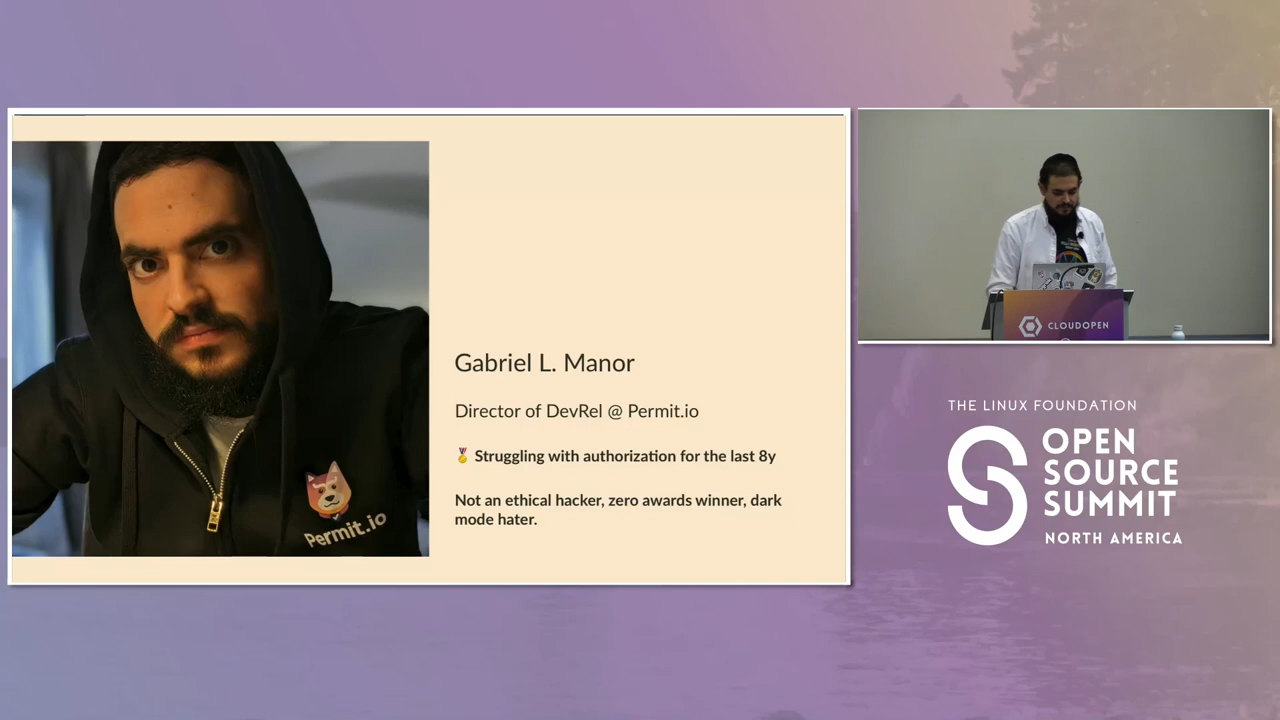 Gabriel L. Manor
Director of DevRel @ Permit.io
🏅 Struggling with authorization for the last 8y
Not an ethical hacker, zero awards winner, dark
mode hater.
Permit.io
CLOUDOPEN
THE LINUX FOUNDATION
OPEN
SOURCE
SUMMIT
NORTH AMERICA